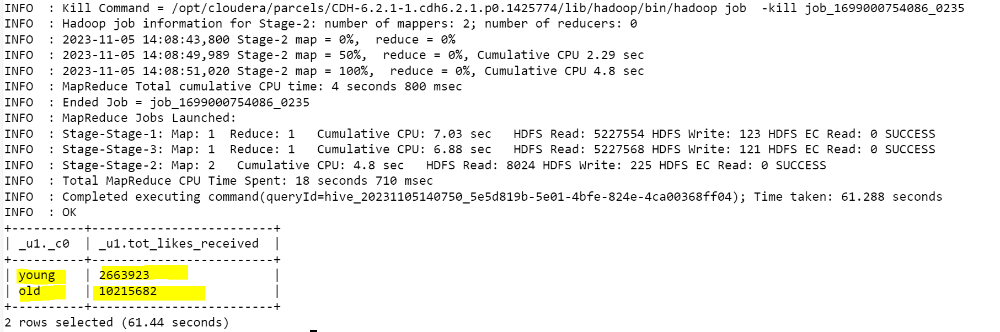 INFO  : Kill Command = /opt/cloudera/parcels/CDH-6.2.1-1.cdh6.2.1.p0.1425774/lib/hadoop/bin/hadoop job  -kill job_1699000754086_0235
INFO  : Hadoop job information for Stage-2: number of mappers: 2; number of reducers: 0
INFO  : 2023-11-05 14:08:43,800 Stage-2 map = 0%,  reduce = 0%
INFO  : 2023-11-05 14:08:49,989 Stage-2 map = 50%,  reduce = 0%, Cumulative CPU 2.29 sec
INFO  : 2023-11-05 14:08:51,020 Stage-2 map = 100%,  reduce = 0%, Cumulative CPU 4.8 sec
INFO  : MapReduce Total cumulative CPU time: 4 seconds 800 msec
INFO  : Ended Job = job_1699000754086_0235
INFO  : MapReduce Jobs Launched:
INFO  : Stage-Stage-1: Map: 1  Reduce: 1   Cumulative CPU: 7.03 sec   HDFS Read: 5227554 HDFS Write: 123 HDFS EC Read: 0 SUCCESS
INFO  : Stage-Stage-3: Map: 1  Reduce: 1   Cumulative CPU: 6.88 sec   HDFS Read: 5227568 HDFS Write: 121 HDFS EC Read: 0 SUCCESS
INFO  : Stage-Stage-2: Map: 2   Cumulative CPU: 4.8 sec   HDFS Read: 8024 HDFS Write: 225 HDFS EC Read: 0 SUCCESS
INFO  : Total MapReduce CPU Time Spent: 18 seconds 710 msec
INFO  : Completed executing command(queryId=hive_20231105140750_5e5d819b-5e01-4bfe-824e-4ca00368ff04); Time taken: 61.288 seconds
INFO  : OK
+----------+-------------------------+
| _u1._c0  | _u1.tot_likes_received  |
+----------+-------------------------+
| young    | 2663923                 |
| old      | 10215682                |
+----------+-------------------------+
2 rows selected (61.44 seconds)